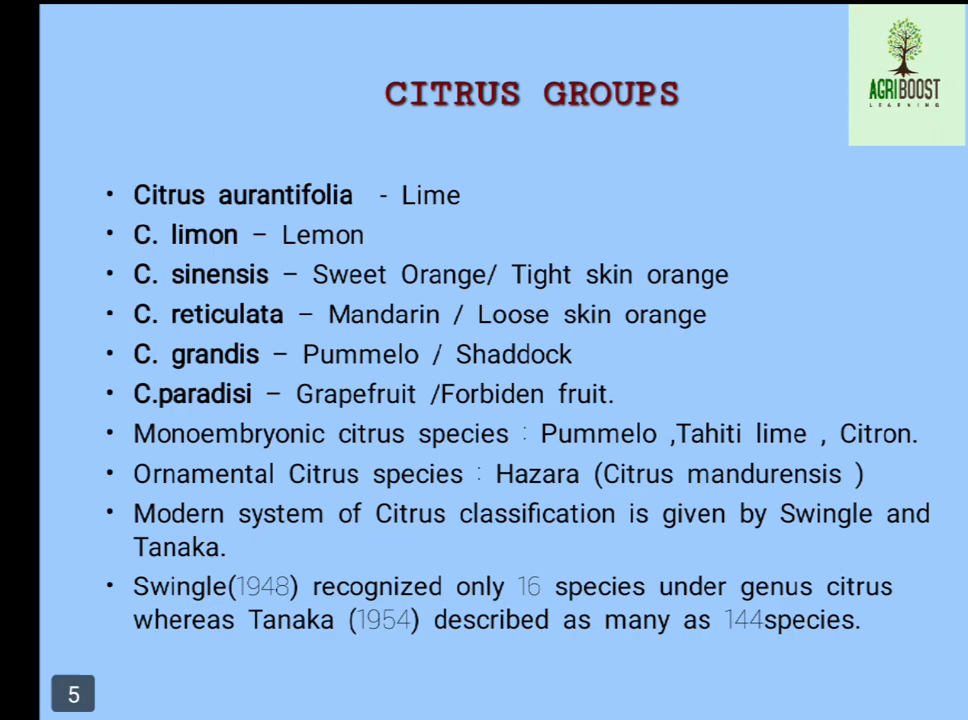 CITRUS GROUPS
AGRIBOOST
LEARNING
• Citrus aurantifolia - Lime
• C. limon – Lemon
• C. sinensis – Sweet Orange/ Tight skin orange
• C. reticulata – Mandarin / Loose skin orange
• C. grandis – Pummelo / Shaddock
• C.paradisi – Grapefruit /Forbiden fruit.
• Monoembryonic citrus species : Pummelo ,Tahiti lime , Citron.
• Ornamental Citrus species : Hazara (Citrus mandurensis )
• Modern system of Citrus classification is given by Swingle and
Tanaka.
• Swingle(1948) recognized only 16 species under genus citrus
whereas Tanaka (1954) described as many as 144species.
5